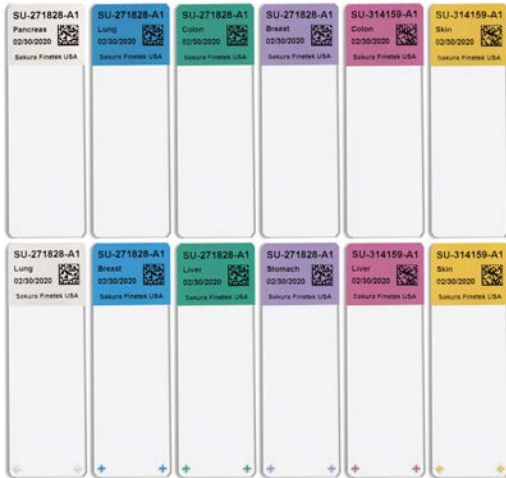 SU-271828-A1
Pancreas
02/30/2020
Sakura Finetek USA
SU-271828-A1
Lung
02/30/2020
Sakura Finetek USA
SU-271828-A1
Colon
02/30/2020
Sakura Finetek USA
SU-271828-A1
Breast
02/30/2020
Sakura Finetek USA
SU-314159-A1
Colon
02/30/2020
Sakura Finetek USA
SU-314159-A1
Skin
02/30/2020
Sakura Finetek USA
SU-271828-A1
Lung
02/30/2020
Sakura Finetek USA
SU-271828-A1
Breast
02/30/2020
Sakura Finetek USA
SU-271828-A1
Liver
02/30/2020
Sakura Finetek USA
SU-271828-A1
Stomach
02/30/2020
Sakura Finetek USA
SU-314159-A1
Liver
02/30/2020
Sakura Finetek USA
SU-314159-A1
Skin
02/30/2020
Sakura Finetek USA